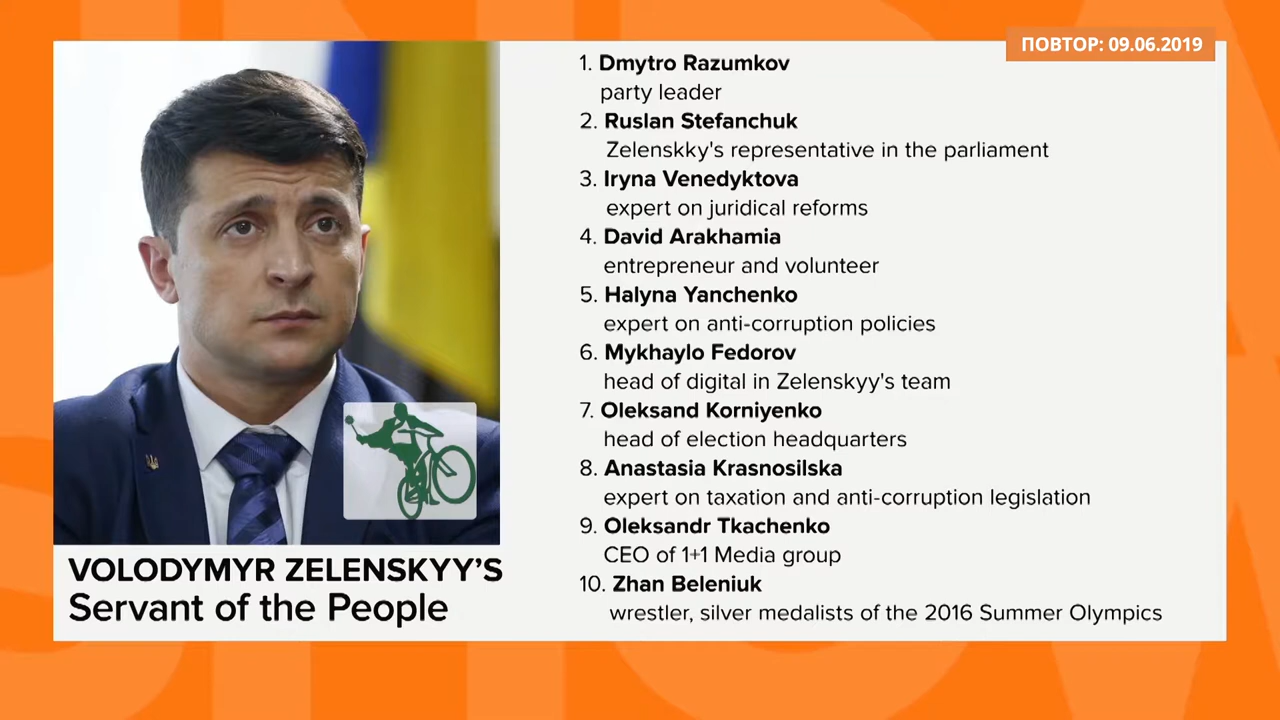 ПОВТОР: 09.06.2019
1. Dmytro Razumkov
party leader
2. Ruslan Stefanchuk
Zelenskky's representative in the parliament
3. Iryna Venedyktova
expert on juridical reforms
4. David Arakhamia
entrepreneur and volunteer
5. Halyna Yanchenko
expert on anti-corruption policies
6. Mykhaylo Fedorov
head of digital in Zelenskyy's team
7. Oleksand Korniyenko
head of election headquarters
8. Anastasia Krasnosilska
expert on taxation and anti-corruption legislation
9. Oleksandr Tkachenko
CEO of 1+1 Media group
10. Zhan Beleniuk
wrestler, silver medalists of the 2016 Summer Olympics
VOLODYMYR ZELENSKYY’S
Servant of the People